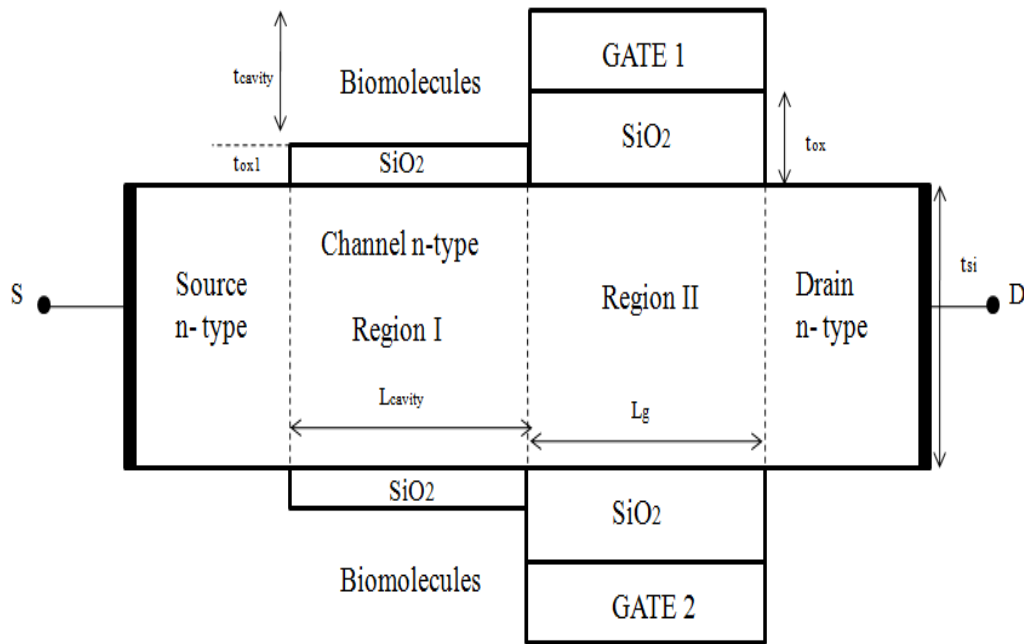 GATE 1
tcavity
Biomolecules
SiO2
tox
SiO2
tox1
Channel n-type
tsi
Source
n- type
Region I
Region II
Drain
n- type
S
D
Lcavity
Lg
SiO2
SiO2
Biomolecules
GATE 2